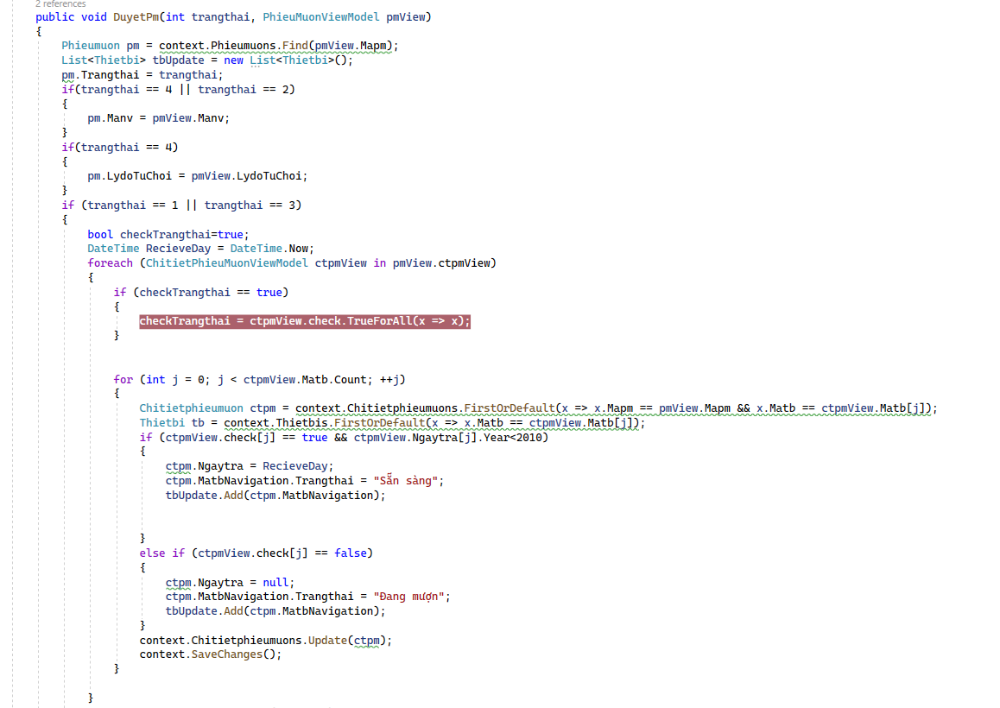 2 references
public void DuyetPm(int trangthai, PhieuMuonViewModel pmView)
{
Phieumuon pm = context.Phieumuons.Find(pmView.Mapm);
List<Thietbi> tbUpdate = new List<Thietbi>();
pm.Trangthai = trangthai;
if(trangthai == 4 || trangthai == 2)
{
pm.Manv = pmView.Manv;
}
if(trangthai == 4)
{
pm.LydoTuChoi = pmView.LydoTuChoi;
}
if (trangthai == 1 || trangthai == 3)
{
bool checkTrangthai=true;
DateTime RecieveDay = DateTime.Now;
foreach (ChitietPhieuMuonViewModel ctpmView in pmView.ctpmView)
{
if (checkTrangthai == true)
{
checkTrangthai = ctpmView.check.TrueForAll(x => x);
}
for (int j = 0; j < ctpmView.Matb.Count; ++j)
{
Chitietphieumuon ctpm = context.Chitietphieumuons.FirstOrDefault(x => x.Mapm == pmView.Mapm && x.Matb == ctpmView.Matb[j]);
Thietbi tb = context.Thietbis.FirstOrDefault(x => x.Matb == ctpmView.Matb[j]);
if (ctpmView.check[j] == true && ctpmView.Ngaytra[j].Year<2010)
{
ctpm.Ngaytra = RecieveDay;
ctpm.MatbNavigation.Trangthai = "Sẵn sàng";
tbUpdate.Add(ctpm.MatbNavigation);
}
else if (ctpmView.check[j] == false)
{
ctpm.Ngaytra = null;
ctpm.MatbNavigation.Trangthai = "Đang mượn";
tbUpdate.Add(ctpm.MatbNavigation);
}
context.Chitietphieumuons.Update(ctpm);
context.SaveChanges();
}
}